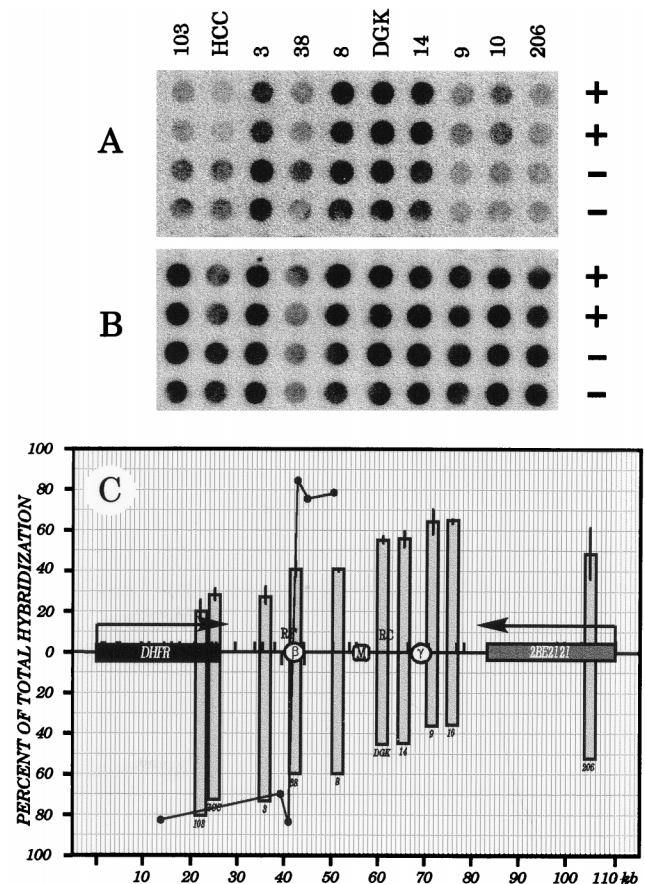 103 HCC 3 38 8 DGK 14 9 10 206
A
+
+
-
-
B
+
+
-
-
C
PERCENT OF TOTAL HYBRIDIZATION
100
80
60
40
20
0
20
40
60
80
100
DHFR β M RC γ 2BE2121
103 3 38 8 DGK 14 9 10 206
10 20 30 40 50 60 70 80 90 100 110 kb